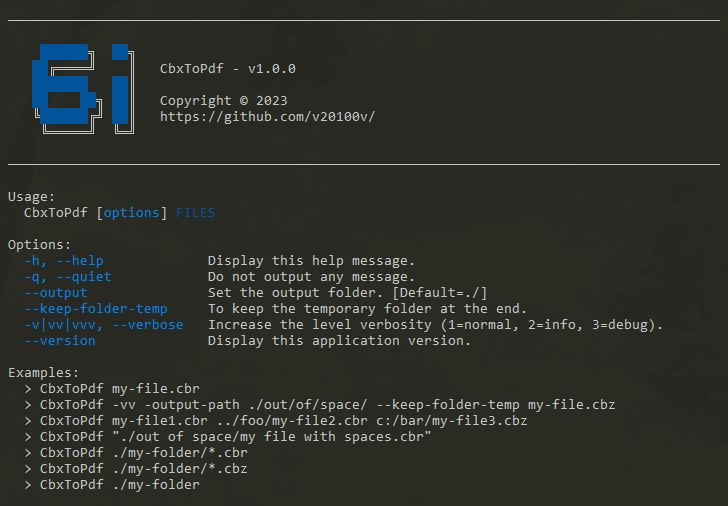 6i
CbxToPdf - v1.0.0
Copyright © 2023
https://github.com/v20100v/
Usage:
CbxToPdf [options] FILES
Options:
-h, --help Display this help message.
-q, --quiet Do not output any message.
--output Set the output folder. [Default=./]
--keep-folder-temp To keep the temporary folder at the end.
-v|vv|vvv, --verbose Increase the level verbosity (1=normal, 2=info, 3=debug).
--version Display this application version.
Examples:
> CbxToPdf my-file.cbr
> CbxToPdf -vv -output-path ./out/of/space/ --keep-folder-temp my-file.cbz
> CbxToPdf my-file1.cbr ../foo/my-file2.cbr c:/bar/my-file3.cbz
> CbxToPdf "./out of space/my file with spaces.cbr"
> CbxToPdf ./my-folder/*.cbr
> CbxToPdf ./my-folder/*.cbz
> CbxToPdf ./my-folder